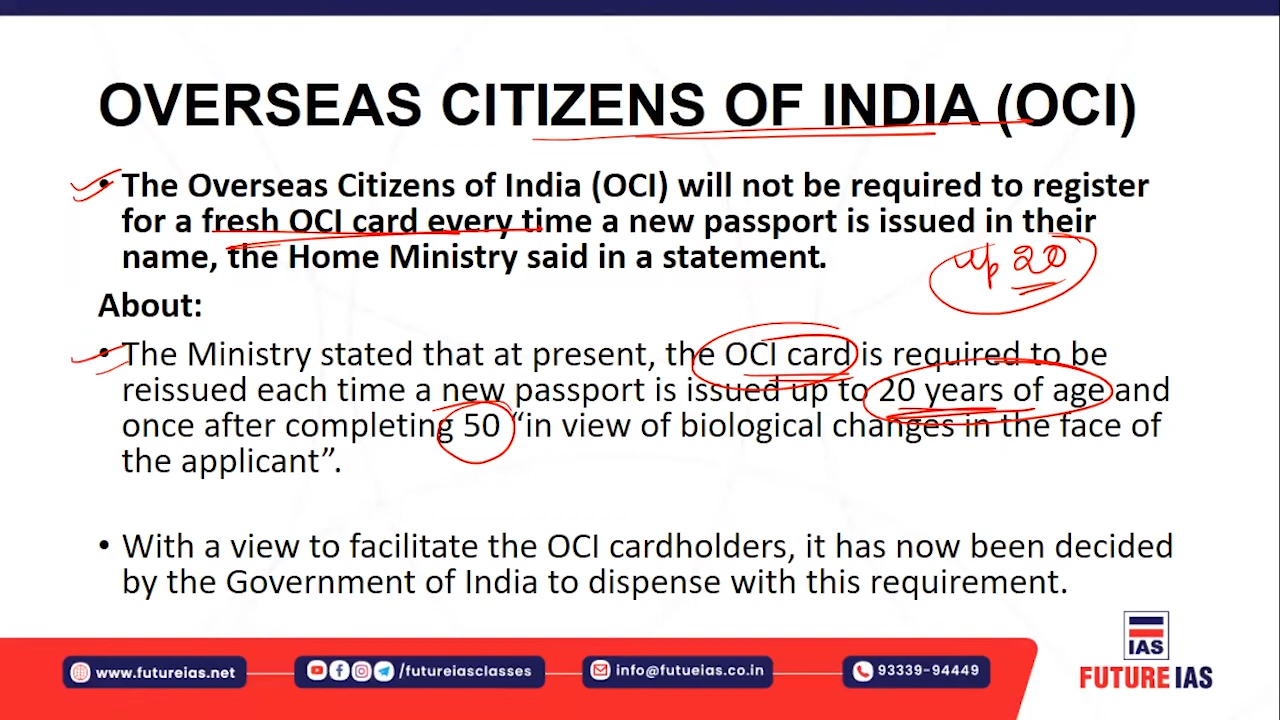 OVERSEAS CITIZENS OF INDIA (OCI)
• The Overseas Citizens of India (OCI) will not be required to register
for a fresh OCI card every time a new passport is issued in their
name, the Home Ministry said in a statement.
up 20
About:
• The Ministry stated that at present, the OCI card is required to be
reissued each time a new passport is issued up to 20 years of age and
once after completing 50 “in view of biological changes in the face of
the applicant”.
• With a view to facilitate the OCI cardholders, it has now been decided
by the Government of India to dispense with this requirement.
IAS
www.futureias.net
/futureiasclasses
info@futueias.co.in
93339-94449
FUTURE IAS